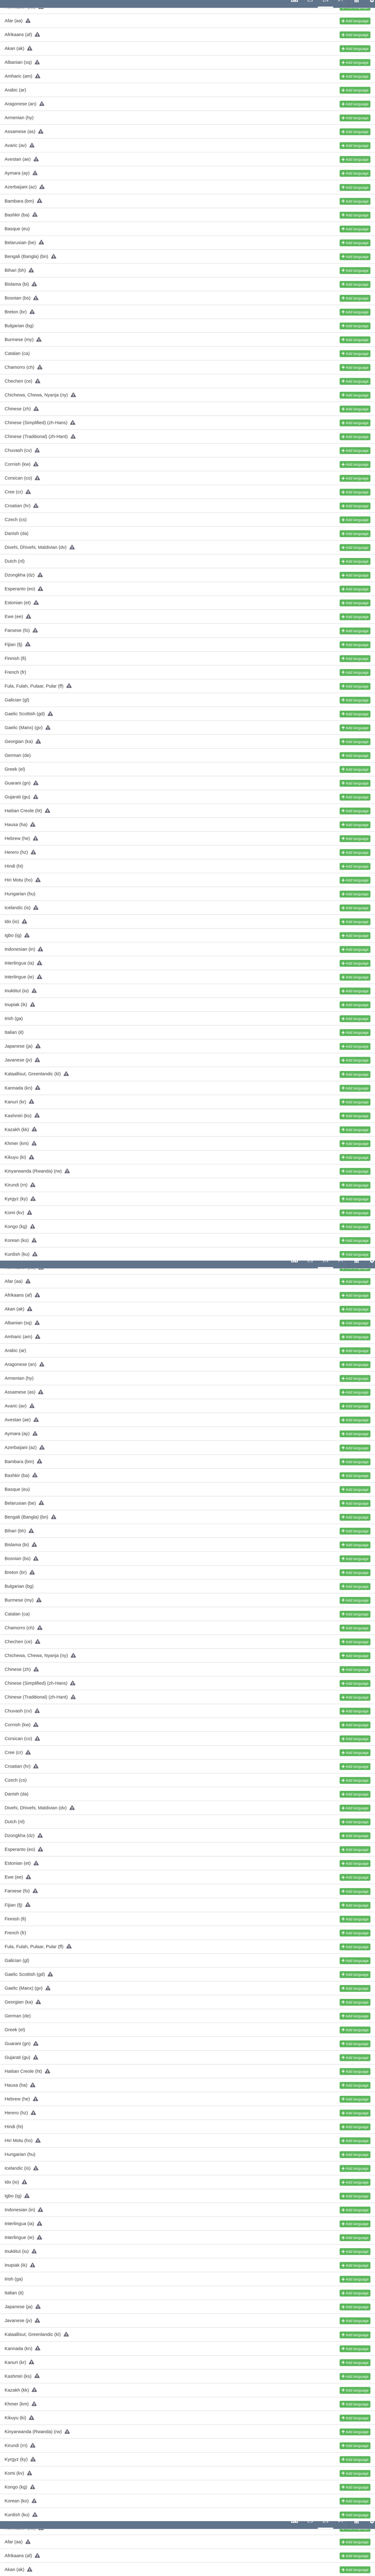 Afar (aa) Add language
Afrikaans (af) Add language
Akan (ak) Add language
Albanian (sq) Add language
Amharic (am) Add language
Arabic (ar) Add language
Aragonese (an) Add language
Armenian (hy) Add language
Assamese (as) Add language
Avaric (av) Add language
Avestan (ae) Add language
Aymara (ay) Add language
Azerbaijani (az) Add language
Bambara (bm) Add language
Bashkir (ba) Add language
Basque (eu) Add language
Belarusian (be) Add language
Bengali (Bangla) (bn) Add language
Bihari (bh) Add language
Bislama (bi) Add language
Bosnian (bs) Add language
Breton (br) Add language
Bulgarian (bg) Add language
Burmese (my) Add language
Catalan (ca) Add language
Chamorro (ch) Add language
Chechen (ce) Add language
Chichewa, Chewa, Nyanja (ny) Add language
Chinese (zh) Add language
Chinese (Simplified) (zh-Hans) Add language
Chinese (Traditional) (zh-Hant) Add language
Chuvash (cv) Add language
Cornish (kw) Add language
Corsican (co) Add language
Cree (cr) Add language
Croatian (hr) Add language
Czech (cs) Add language
Danish (da) Add language
Divehi, Dhivehi, Maldivian (dv) Add language
Dutch (nl) Add language
Dzongkha (dz) Add language
Esperanto (eo) Add language
Estonian (et) Add language
Ewe (ee) Add language
Faroese (fo) Add language
Fijian (fj) Add language
Finnish (fi) Add language
French (fr) Add language
Fula, Fulah, Pulaar, Pular (ff) Add language
Galician (gl) Add language
Gaelic Scottish (gd) Add language
Gaelic (Manx) (gv) Add language
Georgian (ka) Add language
German (de) Add language
Greek (el) Add language
Guarani (gn) Add language
Gujarati (gu) Add language
Haitian Creole (ht) Add language
Hausa (ha) Add language
Hebrew (he) Add language
Herero (hz) Add language
Hindi (hi) Add language
Hiri Motu (ho) Add language
Hungarian (hu) Add language
Icelandic (is) Add language
Ido (io) Add language
Igbo (ig) Add language
Indonesian (in) Add language
Interlingua (ia) Add language
Interlingue (ie) Add language
Inuktitut (iu) Add language
Inupiak (ik) Add language
Irish (ga) Add language
Italian (it) Add language
Japanese (ja) Add language
Javanese (jv) Add language
Kalaallisut, Greenlandic (kl) Add language
Kannada (kn) Add language
Kanuri (kr) Add language
Kashmiri (ks) Add language
Kazakh (kk) Add language
Khmer (km) Add language
Kikuyu (ki) Add language
Kinyarwanda (Rwanda) (rw) Add language
Kirundi (rn) Add language
Kyrgyz (ky) Add language
Komi (kv) Add language
Kongo (kg) Add language
Korean (ko) Add language
Kurdish (ku) Add language
Afar (aa) Add language
Afrikaans (af) Add language
Akan (ak) Add language
Albanian (sq) Add language
Amharic (am) Add language
Arabic (ar) Add language
Aragonese (an) Add language
Armenian (hy) Add language
Assamese (as) Add language
Avaric (av) Add language
Avestan (ae) Add language
Aymara (ay) Add language
Azerbaijani (az) Add language
Bambara (bm) Add language
Bashkir (ba) Add language
Basque (eu) Add language
Belarusian (be) Add language
Bengali (Bangla) (bn) Add language
Bihari (bh) Add language
Bislama (bi) Add language
Bosnian (bs) Add language
Breton (br) Add language
Bulgarian (bg) Add language
Burmese (my) Add language
Catalan (ca) Add language
Chamorro (ch) Add language
Chechen (ce) Add language
Chichewa, Chewa, Nyanja (ny) Add language
Chinese (zh) Add language
Chinese (Simplified) (zh-Hans) Add language
Chinese (Traditional) (zh-Hant) Add language
Chuvash (cv) Add language
Cornish (kw) Add language
Corsican (co) Add language
Cree (cr) Add language
Croatian (hr) Add language
Czech (cs) Add language
Danish (da) Add language
Divehi, Dhivehi, Maldivian (dv) Add language
Dutch (nl) Add language
Dzongkha (dz) Add language
Esperanto (eo) Add language
Estonian (et) Add language
Ewe (ee) Add language
Faroese (fo) Add language
Fijian (fj) Add language
Finnish (fi) Add language
French (fr) Add language
Fula, Fulah, Pulaar, Pular (ff) Add language
Galician (gl) Add language
Gaelic Scottish (gd) Add language
Gaelic (Manx) (gv) Add language
Georgian (ka) Add language
German (de) Add language
Greek (el) Add language
Guarani (gn) Add language
Gujarati (gu) Add language
Haitian Creole (ht) Add language
Hausa (ha) Add language
Hebrew (he) Add language
Herero (hz) Add language
Hindi (hi) Add language
Hiri Motu (ho) Add language
Hungarian (hu) Add language
Icelandic (is) Add language
Ido (io) Add language
Igbo (ig) Add language
Indonesian (in) Add language
Interlingua (ia) Add language
Interlingue (ie) Add language
Inuktitut (iu) Add language
Inupiak (ik) Add language
Irish (ga) Add language
Italian (it) Add language
Japanese (ja) Add language
Javanese (jv) Add language
Kalaallisut, Greenlandic (kl) Add language
Kannada (kn) Add language
Kanuri (kr) Add language
Kashmiri (ks) Add language
Kazakh (kk) Add language
Khmer (km) Add language
Kikuyu (ki) Add language
Kinyarwanda (Rwanda) (rw) Add language
Kirundi (rn) Add language
Kyrgyz (ky) Add language
Komi (kv) Add language
Kongo (kg) Add language
Korean (ko) Add language
Kurdish (ku) Add language
Afar (aa) Add language
Afrikaans (af) Add language
Akan (ak) Add language